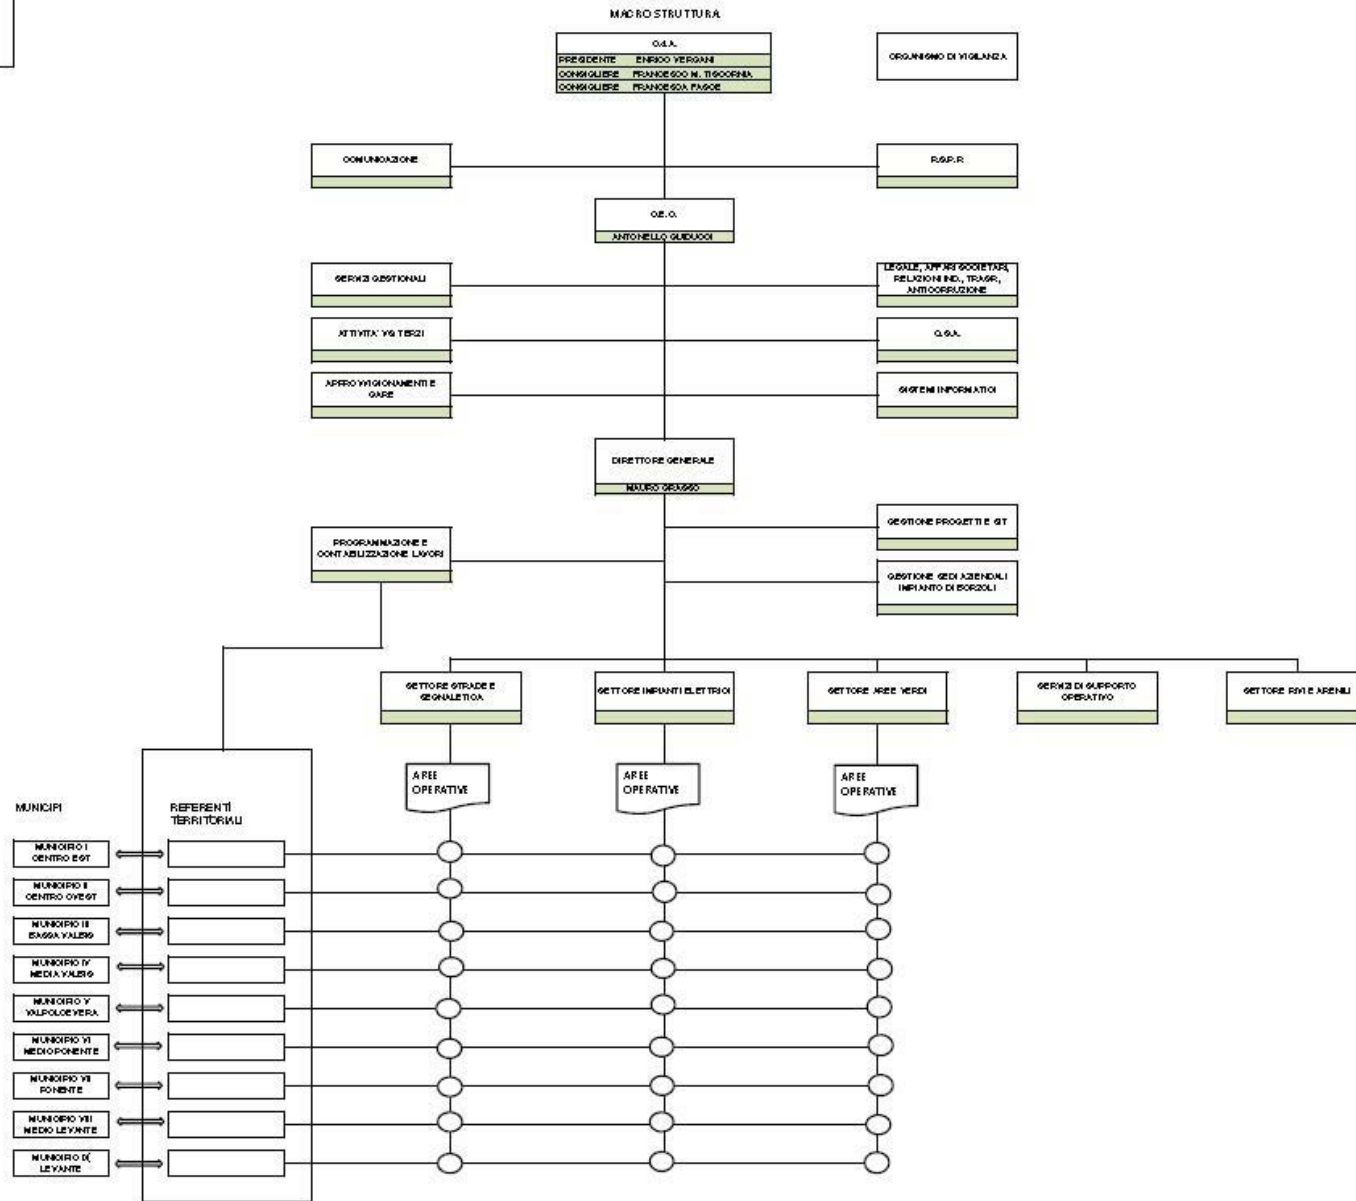 MACROSTRUTTURA
C.d.A.
PRESIDENTE ENRICO VERGANI
CONSIGLIERE FRANCESCO M. TISCORNIA
CONSIGLIERE FRANCESCA PASCE
ORGANISMO DI VIGILANZA
COMUNICAZIONE
R.S.P.P.
C.E.O.
ANTONELLO GUIDUCCI
SERVIZI GESTIONALI
LEGALE, AFFARI SOCIETARI,
RELAZIONI IND., TRASP.,
ANTICORRUZIONE
ATTIVITA' VS TERZI
Q.S.A.
APPROVVIGIONAMENTI E
GARE
SISTEMI INFORMATICI
DIRETTORE GENERALE
MAURO GRASSO
GESTIONE PROGETTI E SIT
PROGRAMMAZIONE E
CONTABILIZZAZIONE LAVORI
GESTIONE SEDI AZIENDALI
IMPIANTO DI BORZOLI
SETTORE STRADE E
SEGNALETICA
SETTORE IMPIANTI ELETTRICI
SETTORE AREE VERDI
SERVIZI DI SUPPORTO
OPERATIVO
SETTORE RIVI E ARENILI
AREE
OPERATIVE
AREE
OPERATIVE
AREE
OPERATIVE
MUNICIPI
REFERENTI
TERRITORIALI
MUNICIPIO I
CENTRO EST
MUNICIPIO II
CENTRO OVEST
MUNICIPIO III
BASSA VALBIS
MUNICIPIO IV
MEDIA VALBIS
MUNICIPIO V
VALPOLCEVERA
MUNICIPIO VI
MEDIO PONENTE
MUNICIPIO VII
PONENTE
MUNICIPIO VIII
MEDIO LEVANTE
MUNICIPIO IX
LEVANTE